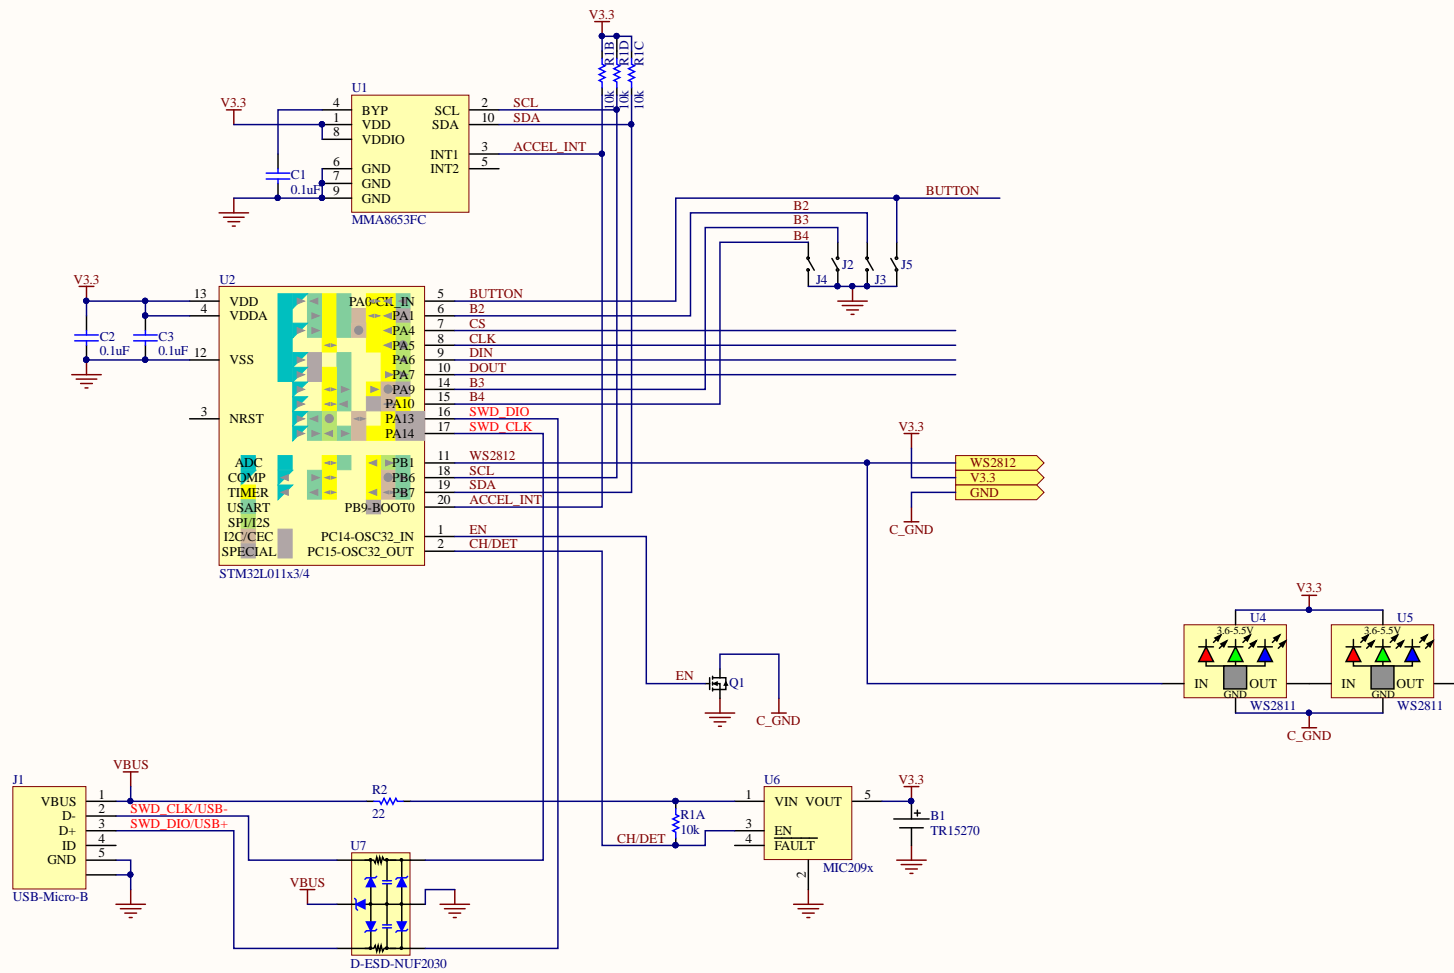 V3.3
R1B
R1D
R1C
10k
10k
10k
U1
V3.3
4 BYP SCL 2 SCL
1 VDD SDA 10 SDA
8 VDDIO
INT1 3 ACCEL_INT
6 GND INT2 5
7 GND
9 GND
C1
0.1uF
MMA8653FC
BUTTON
B2
B3
B4
J4 J2 J3 J5
V3.3
U2
13 VDD PA0-CK_IN 5 BUTTON
4 VDDA PA1 6 B2
PA4 7 CS
C2
0.1uF
C3
0.1uF
PA5 8 CLK
12 VSS PA6 9 DIN
PA7 10 DOUT
PA9 14 B3
PA10 15 B4
3 NRST PA13 16 SWD_DIO
PA14 17 SWD_CLK
ADC PB1 11 WS2812
COMP PB6 18 SCL
TIMER PB7 19 SDA
USART PB9-BOOT0 20 ACCEL_INT
SPI/I2S
I2C/CEC PC14-OSC32_IN 1 EN
SPECIAL PC15-OSC32_OUT 2 CH/DET
STM32L011x3/4
V3.3
WS2812
V3.3
GND
C_GND
V3.3
U4 U5
3.6-5.5V 3.6-5.5V
IN OUT IN OUT
GND GND
WS2811 WS2811
C_GND
EN Q1
C_GND
VBUS
J1
VBUS 1
D- 2 SWD_CLK/USB-
D+ 3 SWD_DIO/USB+
ID 4
GND 5
USB-Micro-B
R2
22
U7
VBUS
D-ESD-NUF2030
R1A
10k
CH/DET
U6
1 VIN VOUT 5
3 EN
4 FAULT
2
MIC209x
V3.3
+
B1
TR15270